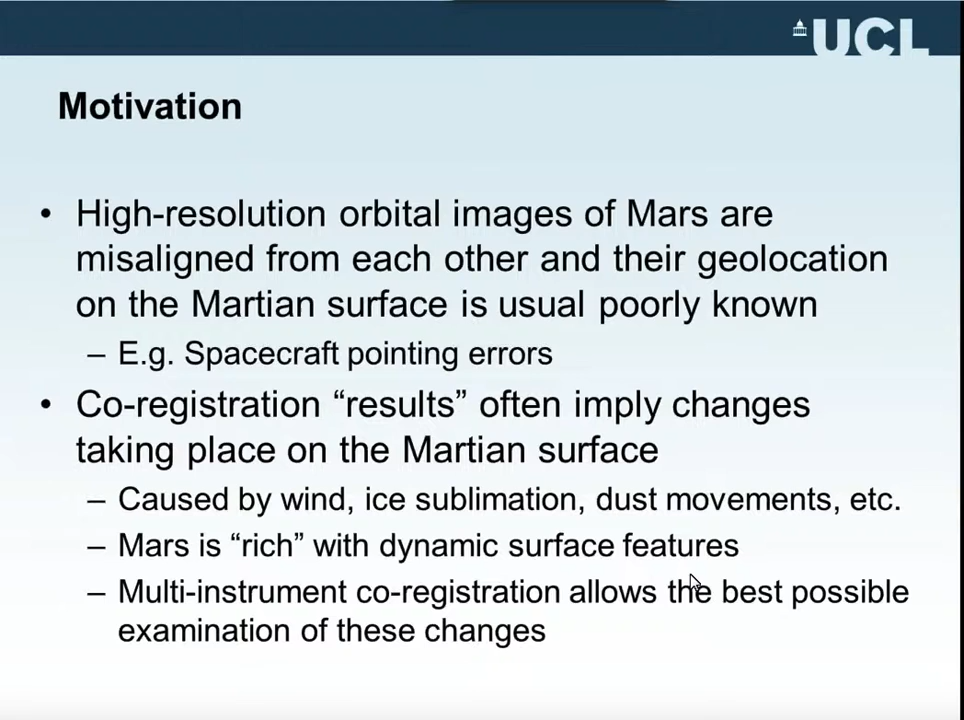 UCL
Motivation
• High-resolution orbital images of Mars are
misaligned from each other and their geolocation
on the Martian surface is usual poorly known
– E.g. Spacecraft pointing errors
• Co-registration “results” often imply changes
taking place on the Martian surface
– Caused by wind, ice sublimation, dust movements, etc.
– Mars is “rich” with dynamic surface features
– Multi-instrument co-registration allows the best possible
examination of these changes